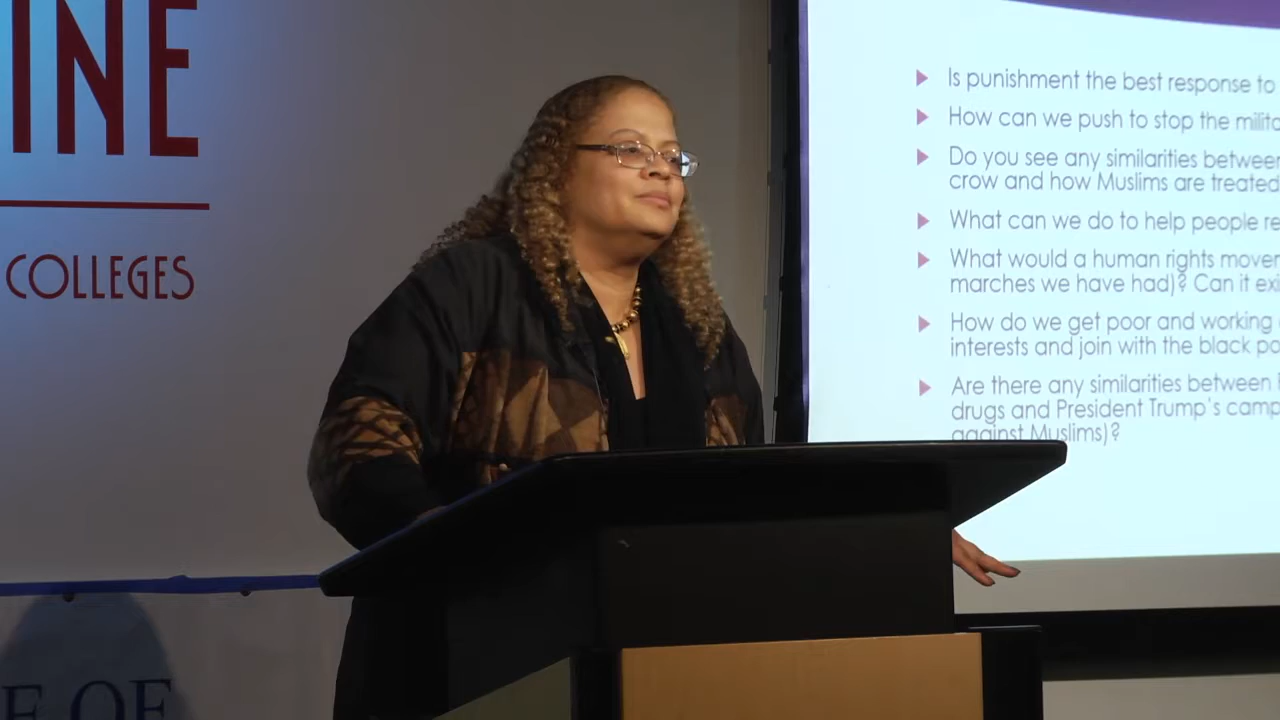 INE
COLLEGES
E OF
Is punishment the best response to
How can we push to stop the milita
Do you see any similarities between
crow and how Muslims are treated
What can we do to help people re
What would a human rights movem
marches we have had)? Can it exi
How do we get poor and working
interests and join with the black po
Are there any similarities between
drugs and President Trump's camp
against Muslims)?